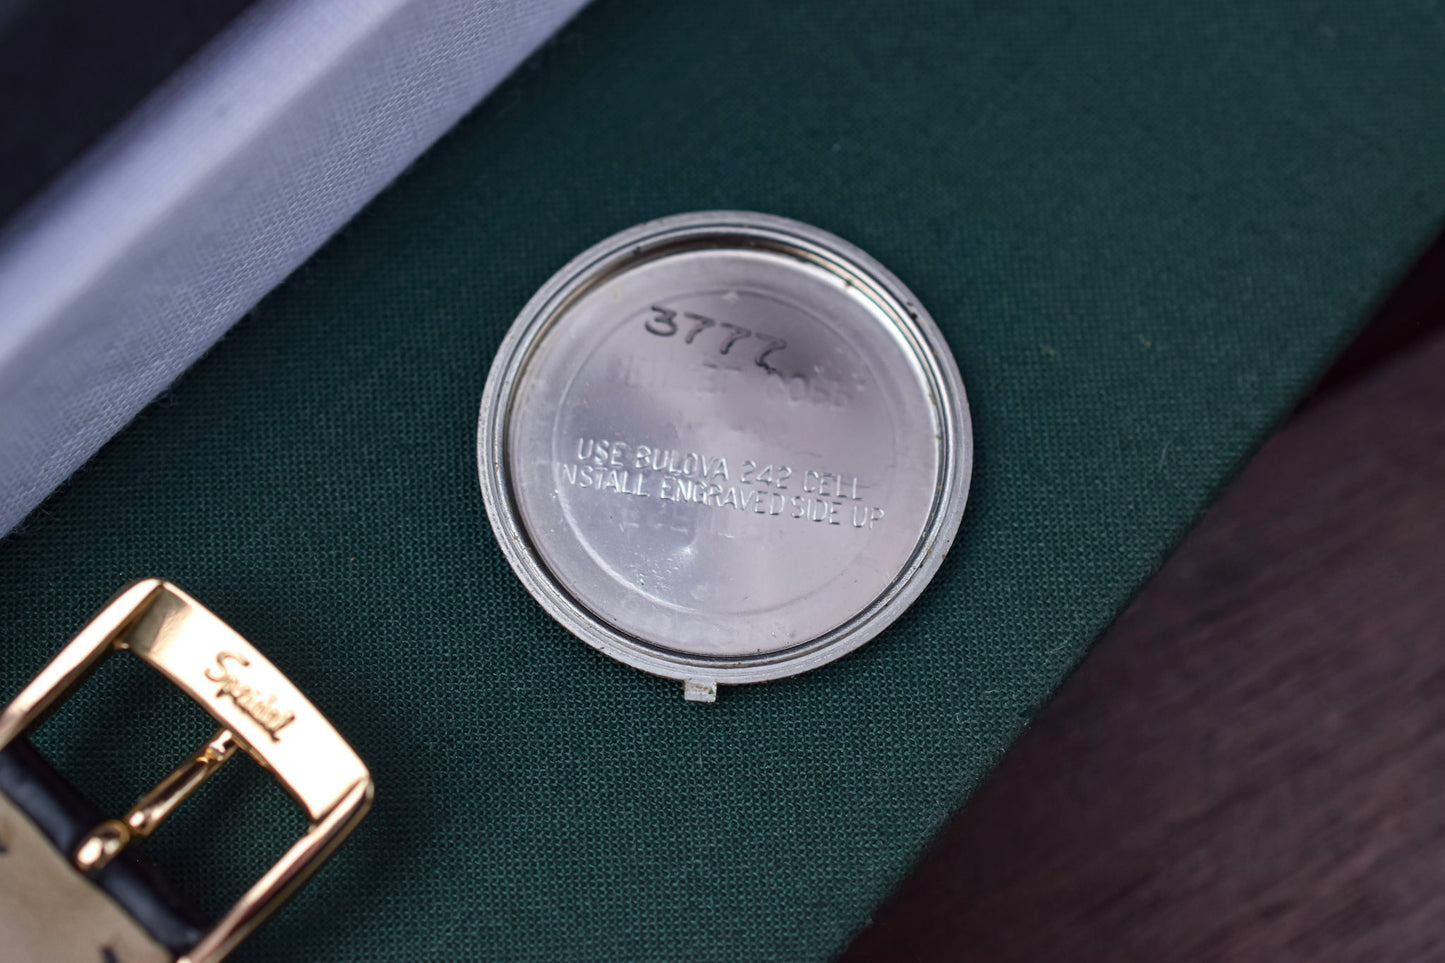 3777
USE BULOVA 242 CELL
INSTALL ENGRAVED SIDE UP
Speidel